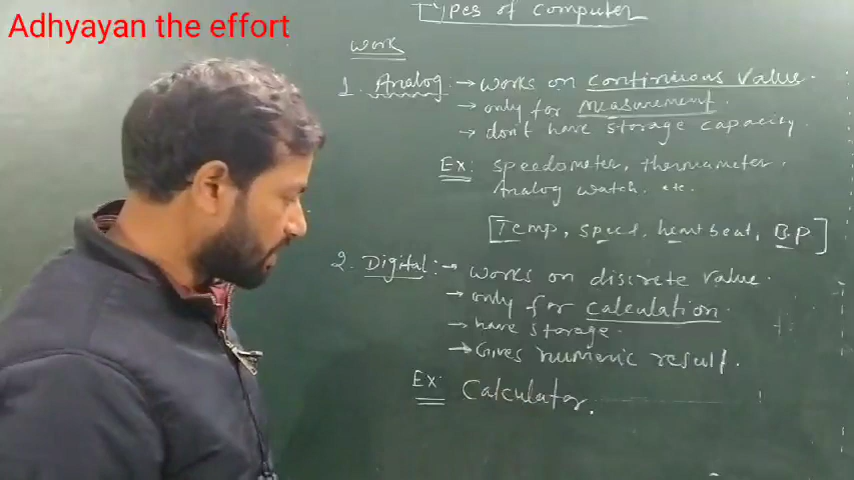 Adhyayan the effort
Types of computer
Work
1. Analog → works on continuous value.
→ only for measurement.
→ don't have storage capacity.
Ex: speedometer, thermometer,
Analog watch. etc.
[Temp, speed, heartbeat, B.P]
2. Digital:→ works on discrete value.
→ only for calculation.
→ have storage.
→ Gives numeric result.
Ex: Calculator.